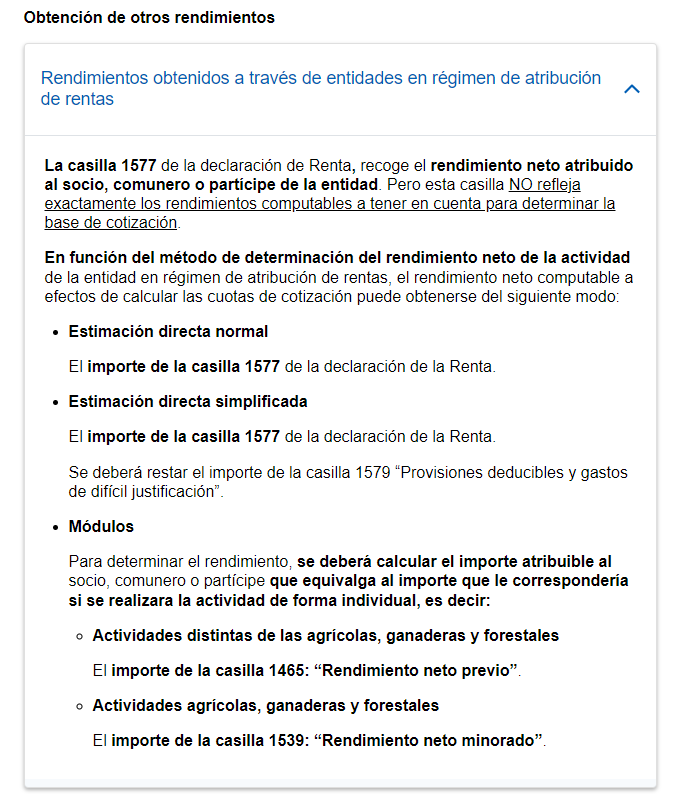 Obtención de otros rendimientos
Rendimientos obtenidos a través de entidades en régimen de atribución
de rentas
La casilla 1577 de la declaración de Renta, recoge el rendimiento neto atribuido
al socio, comunero o partícipe de la entidad. Pero esta casilla NO refleja
exactamente los rendimientos computables a tener en cuenta para determinar la
base de cotización.
En función del método de determinación del rendimiento neto de la actividad
de la entidad en régimen de atribución de rentas, el rendimiento neto computable a
efectos de calcular las cuotas de cotización puede obtenerse del siguiente modo:
• Estimación directa normal
El importe de la casilla 1577 de la declaración de la Renta.
• Estimación directa simplificada
El importe de la casilla 1577 de la declaración de la Renta.
Se deberá restar el importe de la casilla 1579 “Provisiones deducibles y gastos
de difícil justificación”.
• Módulos
Para determinar el rendimiento, se deberá calcular el importe atribuible al
socio, comunero o partícipe que equivalga al importe que le correspondería
si se realizara la actividad de forma individual, es decir:
◦ Actividades distintas de las agrícolas, ganaderas y forestales
El importe de la casilla 1465: “Rendimiento neto previo”.
◦ Actividades agrícolas, ganaderas y forestales
El importe de la casilla 1539: “Rendimiento neto minorado”.